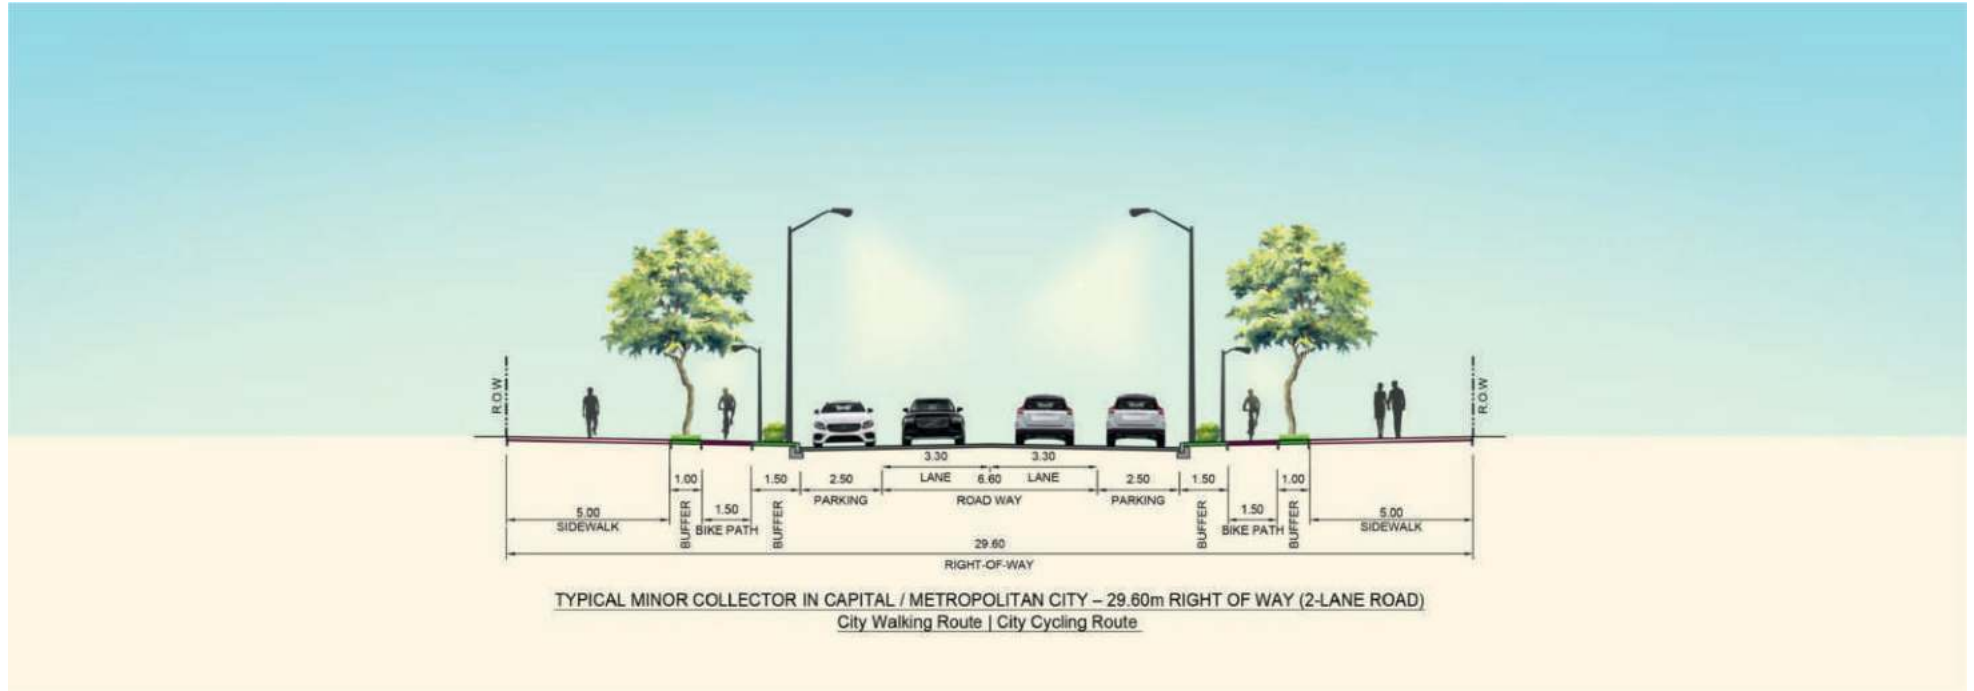 R.O.W
R.O.W
3.30 3.30
LANE 6.60 LANE
1.00 1.50 2.50 2.50 1.50 1.00
PARKING ROAD WAY PARKING
5.00 1.50 1.50 5.00
SIDEWALK BUFFER BIKE PATH BUFFER BUFFER BIKE PATH BUFFER SIDEWALK
29.60
RIGHT-OF-WAY
TYPICAL MINOR COLLECTOR IN CAPITAL / METROPOLITAN CITY – 29.60m RIGHT OF WAY (2-LANE ROAD)
City Walking Route | City Cycling Route